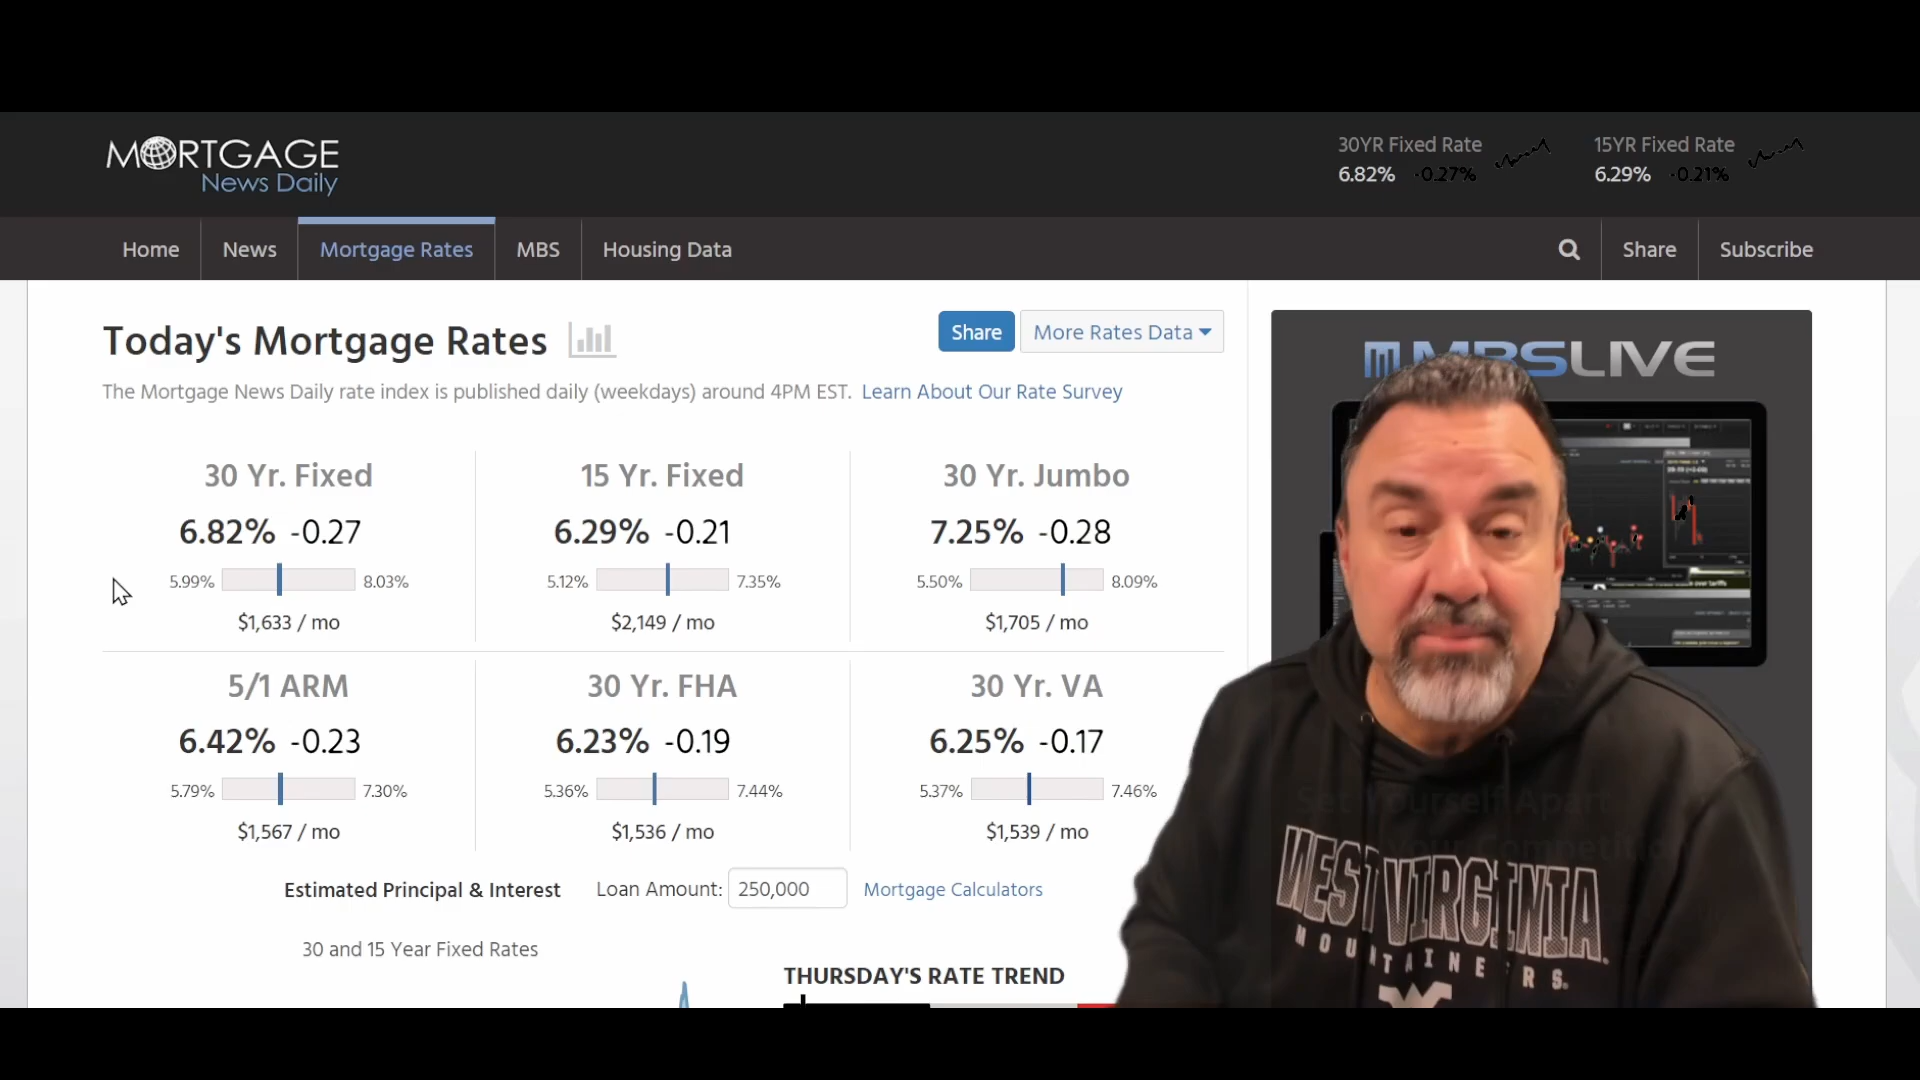 MORTGAGE
News Daily
30YR Fixed Rate
6.82% -0.27%
15YR Fixed Rate
6.29% -0.21%
Home News Mortgage Rates MBS Housing Data Share Subscribe
Today's Mortgage Rates
Share More Rates Data
The Mortgage News Daily rate index is published daily (weekdays) around 4PM EST. Learn About Our Rate Survey
30 Yr. Fixed
6.82% -0.27
5.99% 8.03%
$1,633 / mo
15 Yr. Fixed
6.29% -0.21
5.12% 7.35%
$2,149 / mo
30 Yr. Jumbo
7.25% -0.28
5.50% 8.09%
$1,705 / mo
5/1 ARM
6.42% -0.23
5.79% 7.30%
$1,567 / mo
30 Yr. FHA
6.23% -0.19
5.36% 7.44%
$1,536 / mo
30 Yr. VA
6.25% -0.17
5.37% 7.46%
$1,539 / mo
Estimated Principal & Interest Loan Amount: 250,000 Mortgage Calculators
30 and 15 Year Fixed Rates
THURSDAY'S RATE TREND
MBSLIVE
over tariffs
Set Yourself Apart
your
WEST VIRGINIA
MOUNTAINEERS.